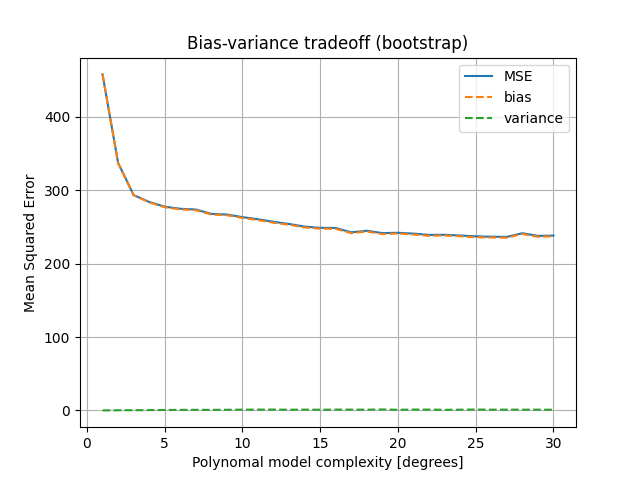 Bias-variance tradeoff (bootstrap)
MSE
bias
variance
Mean Squared Error
400
300
200
100
0
0 5 10 15 20 25 30
Polynomal model complexity [degrees]